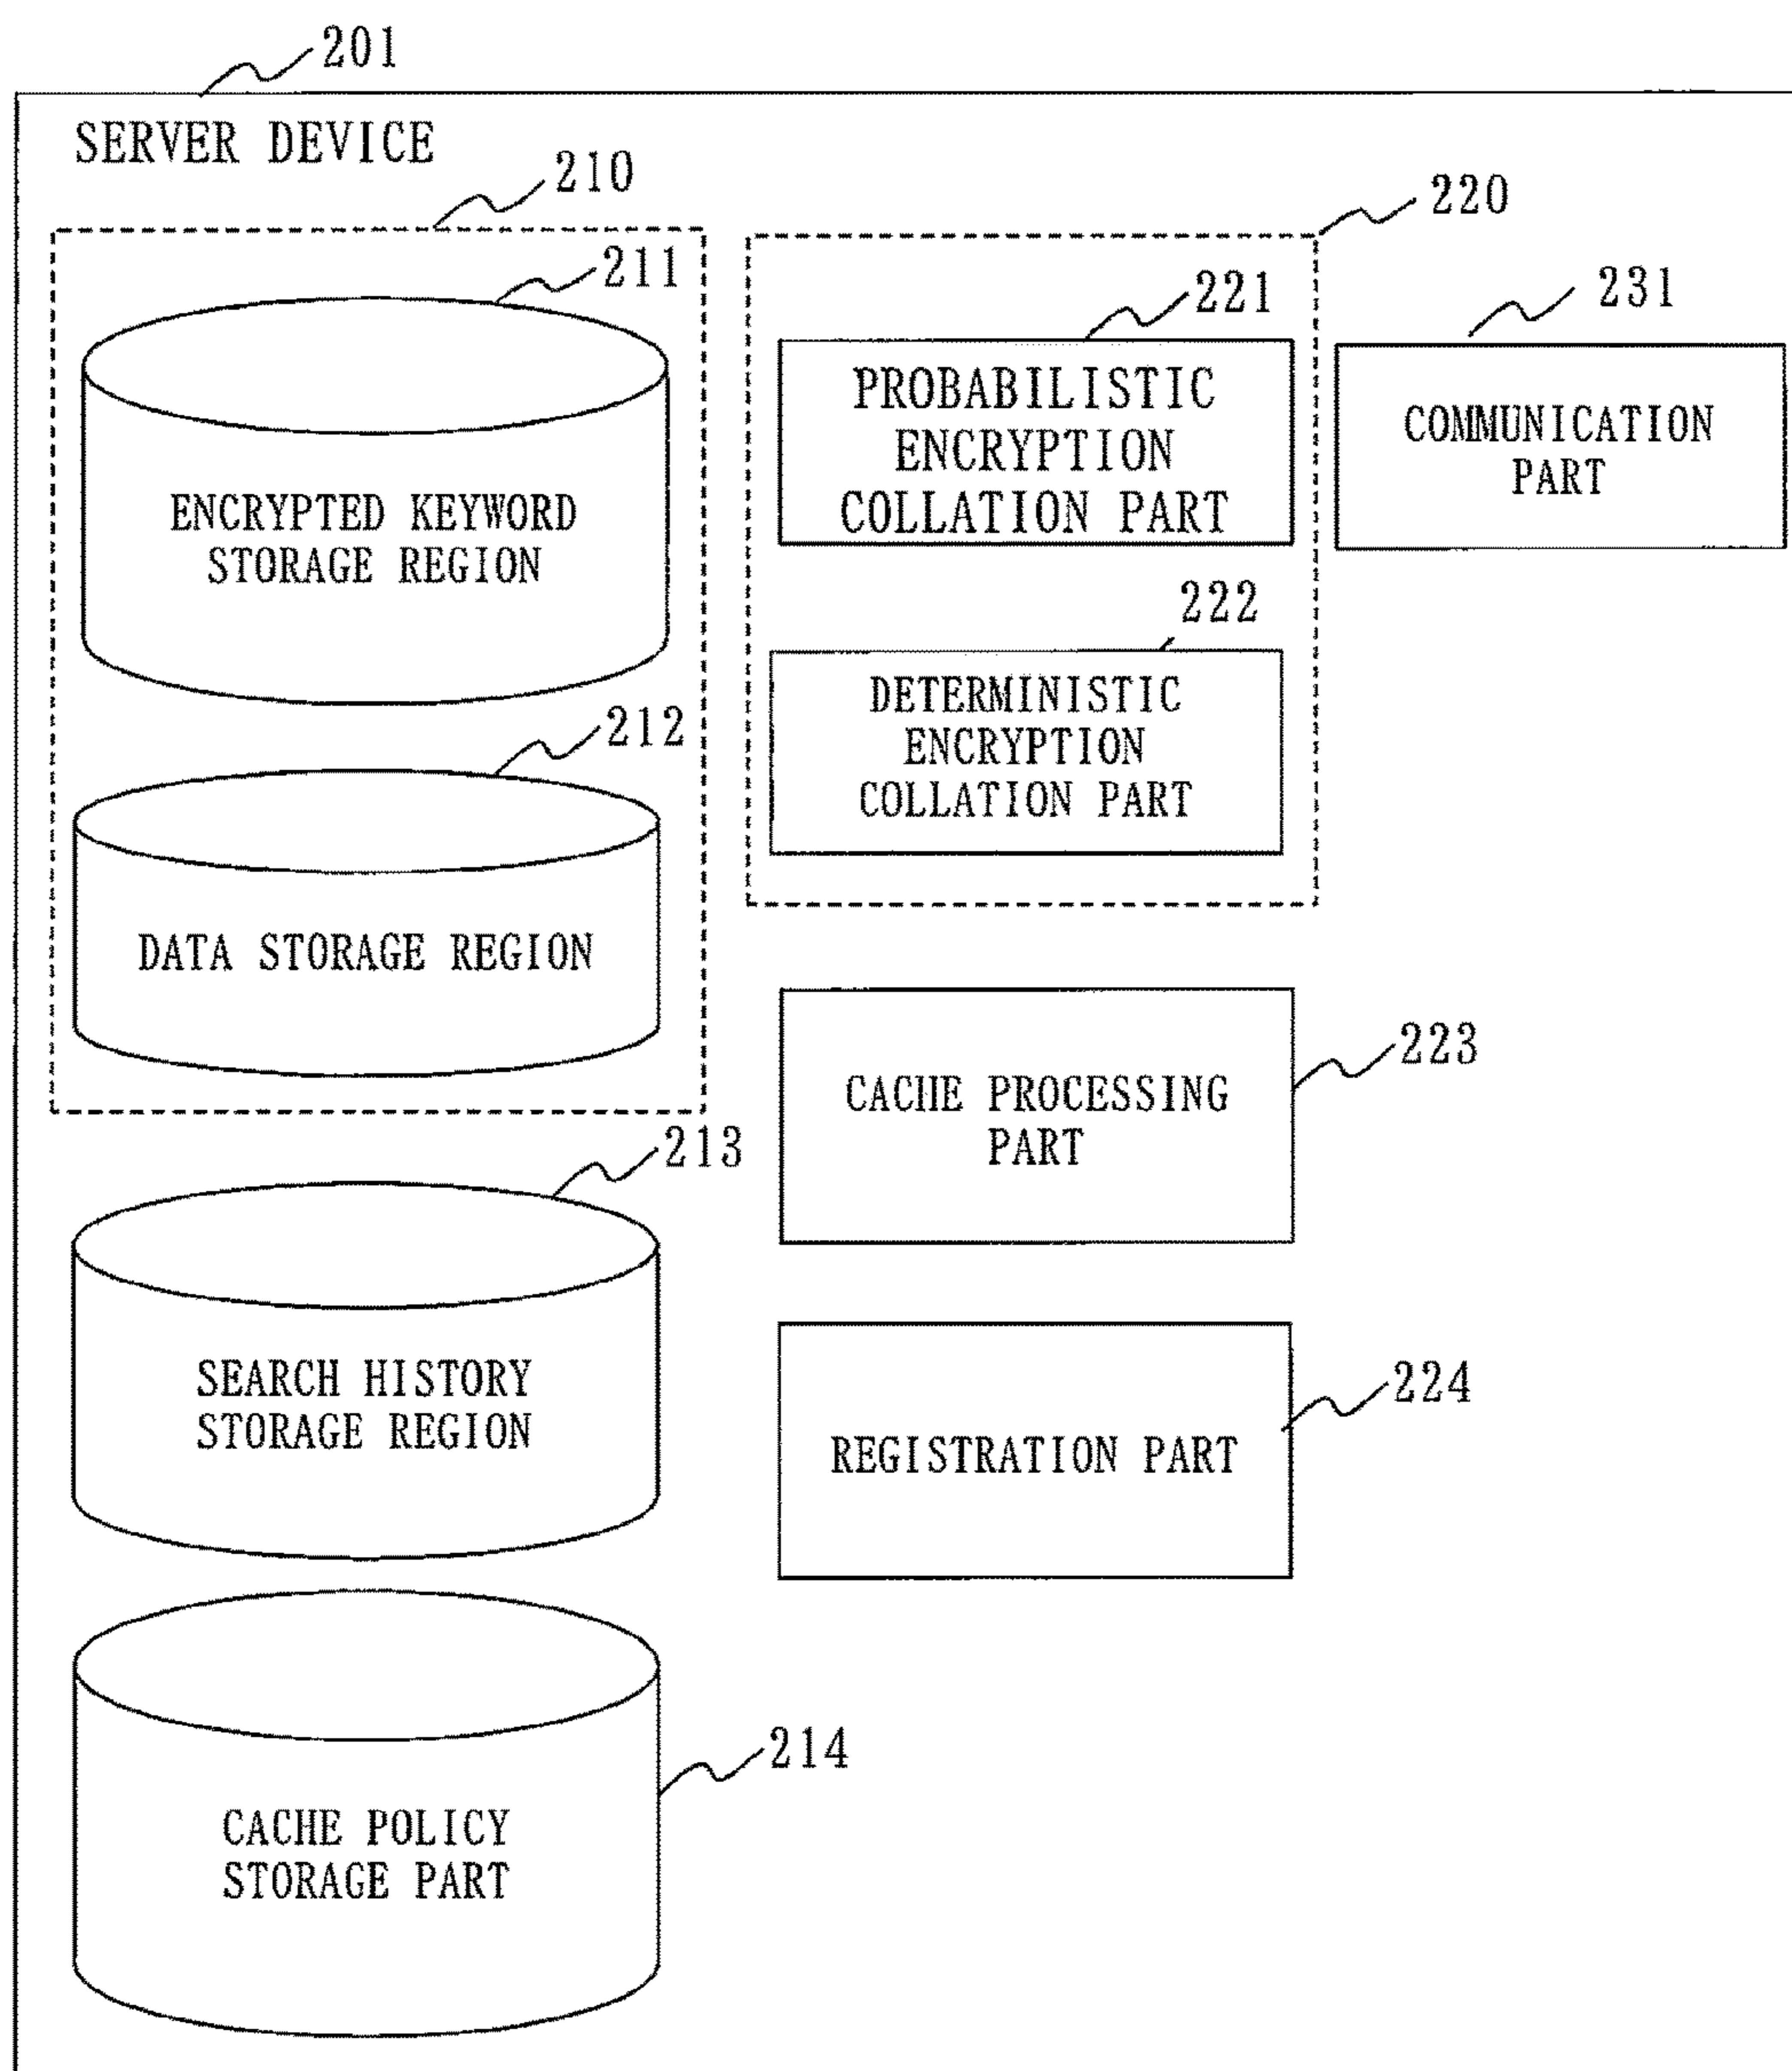 201
SERVER DEVICE
210
220
211
221
231
PROBABILISTIC
ENCRYPTION
COLLATION PART
COMMUNICATION
PART
ENCRYPTED KEYWORD
STORAGE REGION
222
DETERMINISTIC
ENCRYPTION
COLLATION PART
212
DATA STORAGE REGION
223
CACHE PROCESSING
PART
213
SEARCH HISTORY
STORAGE REGION
224
REGISTRATION PART
214
CACHE POLICY
STORAGE PART